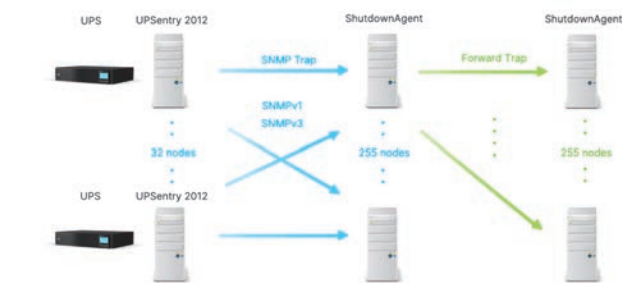 UPS
UPSentry 2012
ShutdownAgent
ShutdownAgent
SNMP Trap
Forward Trap
SNMPv1
SNMPv3
32 nodes
255 nodes
255 nodes
UPS
UPSentry 2012